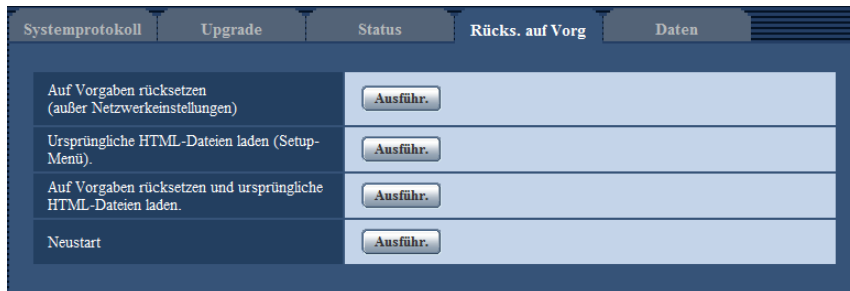 Systemprotokoll Upgrade Status Rücks. auf Vorg Daten
Auf Vorgaben rücksetzen
(außer Netzwerkeinstellungen) Ausführ.
Ursprüngliche HTML-Dateien laden (Setup-
Menü). Ausführ.
Auf Vorgaben rücksetzen und ursprüngliche
HTML-Dateien laden. Ausführ.
Neustart Ausführ.